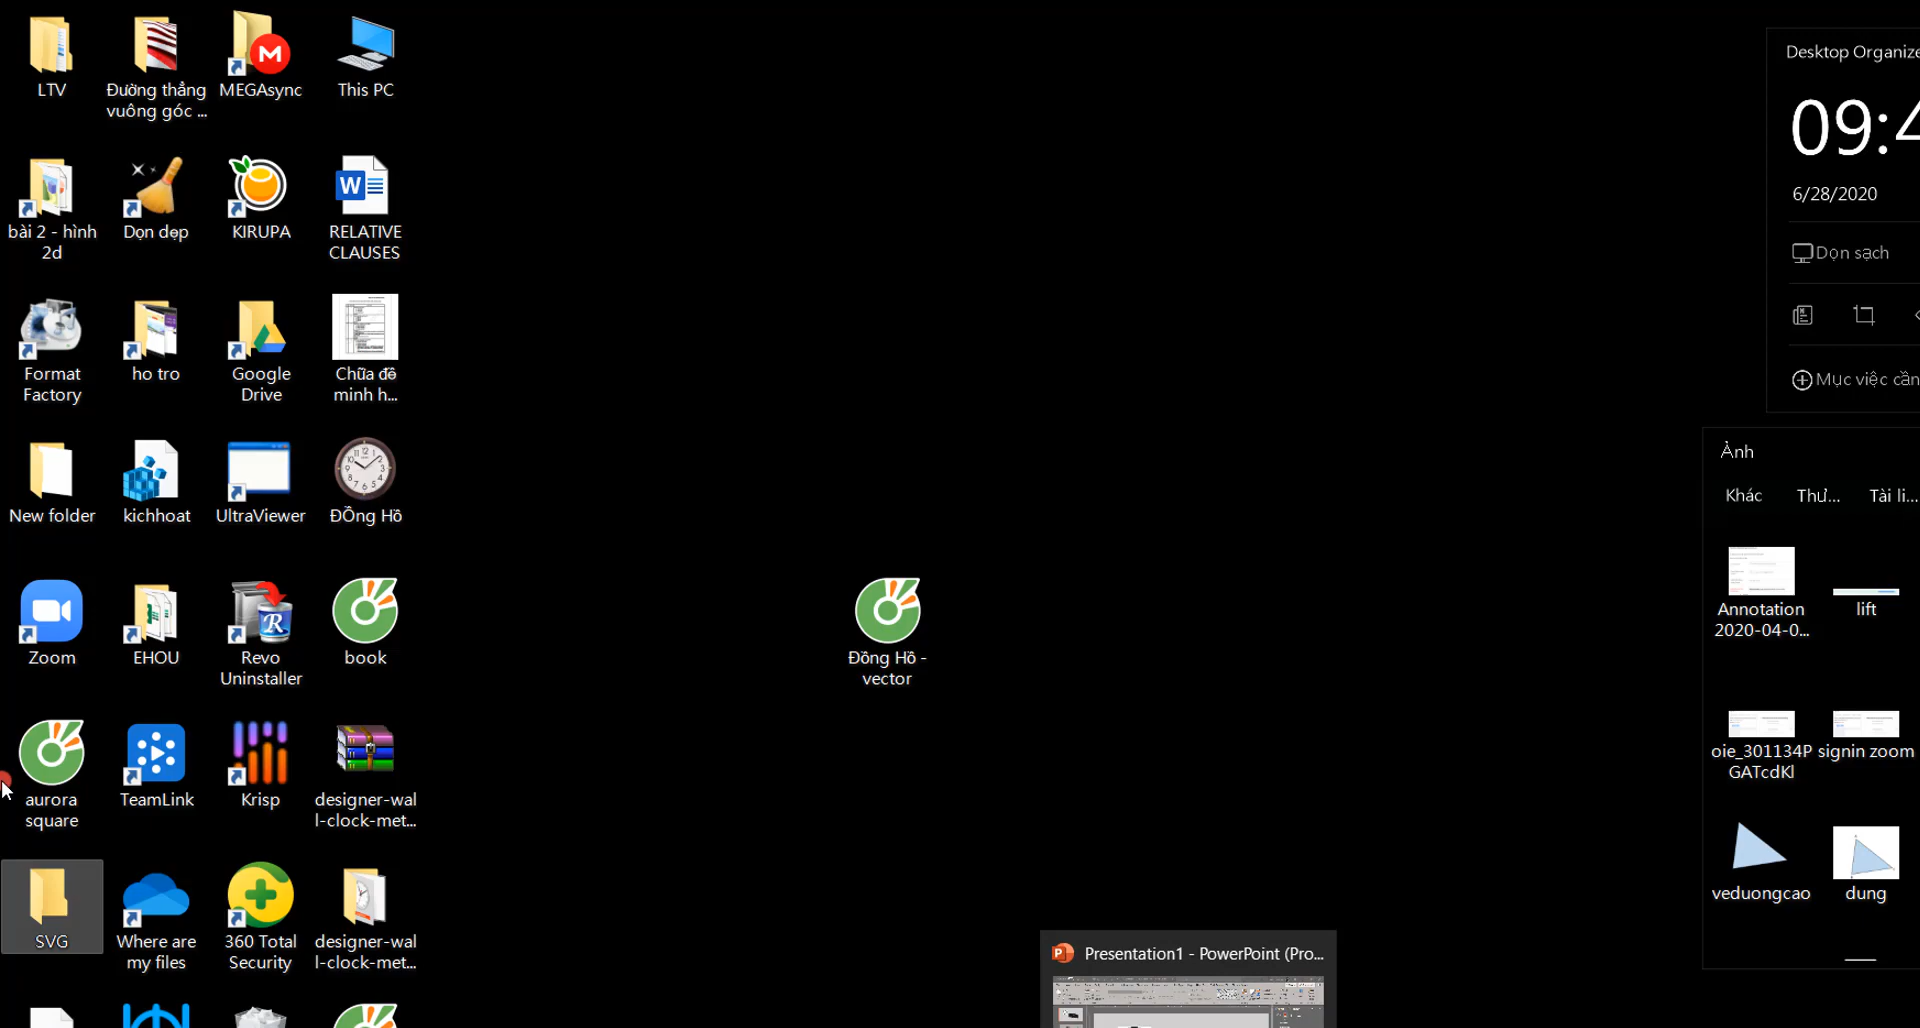 LTV
Đường thẳng
vuông góc ...
MEGAsync
This PC
bài 2 - hình
2d
Dọn dẹp
KIRUPA
RELATIVE
CLAUSES
Format
Factory
ho tro
Google
Drive
Chữa đề
minh h...
New folder
kichhoat
UltraViewer
ĐỒng Hồ
Zoom
EHOU
Revo
Uninstaller
book
Đồng Hồ -
vector
aurora
square
TeamLink
Krisp
designer-wal
l-clock-met...
SVG
Where are
my files
360 Total
Security
designer-wal
l-clock-met...
Presentation1 - PowerPoint (Pro...
Desktop Organize
09:4
6/28/2020
Dọn sạch
Mục việc cần
Ảnh
Khác
Thư...
Tài li...
Annotation
2020-04-0...
lift
oie_301134P
GATcdKl
signin zoom
veduongcao
dung